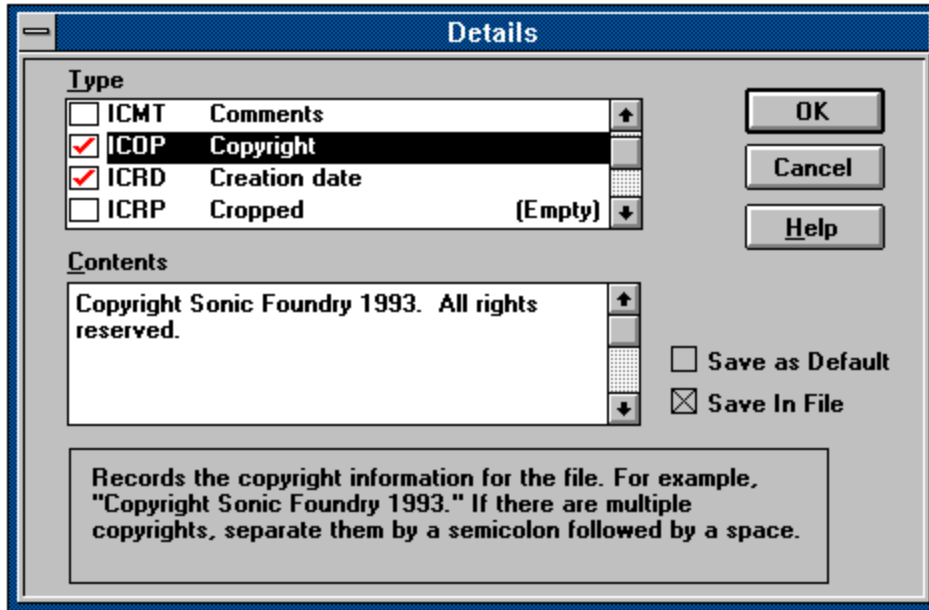 Details
Type
ICMT Comments
ICOP Copyright
ICRD Creation date
ICRP Cropped (Empty)
OK
Cancel
Help
Contents
Copyright Sonic Foundry 1993.  All rights
reserved.
Save as Default
Save In File
Records the copyright information for the file. For example,
"Copyright Sonic Foundry 1993." If there are multiple
copyrights, separate them by a semicolon followed by a space.